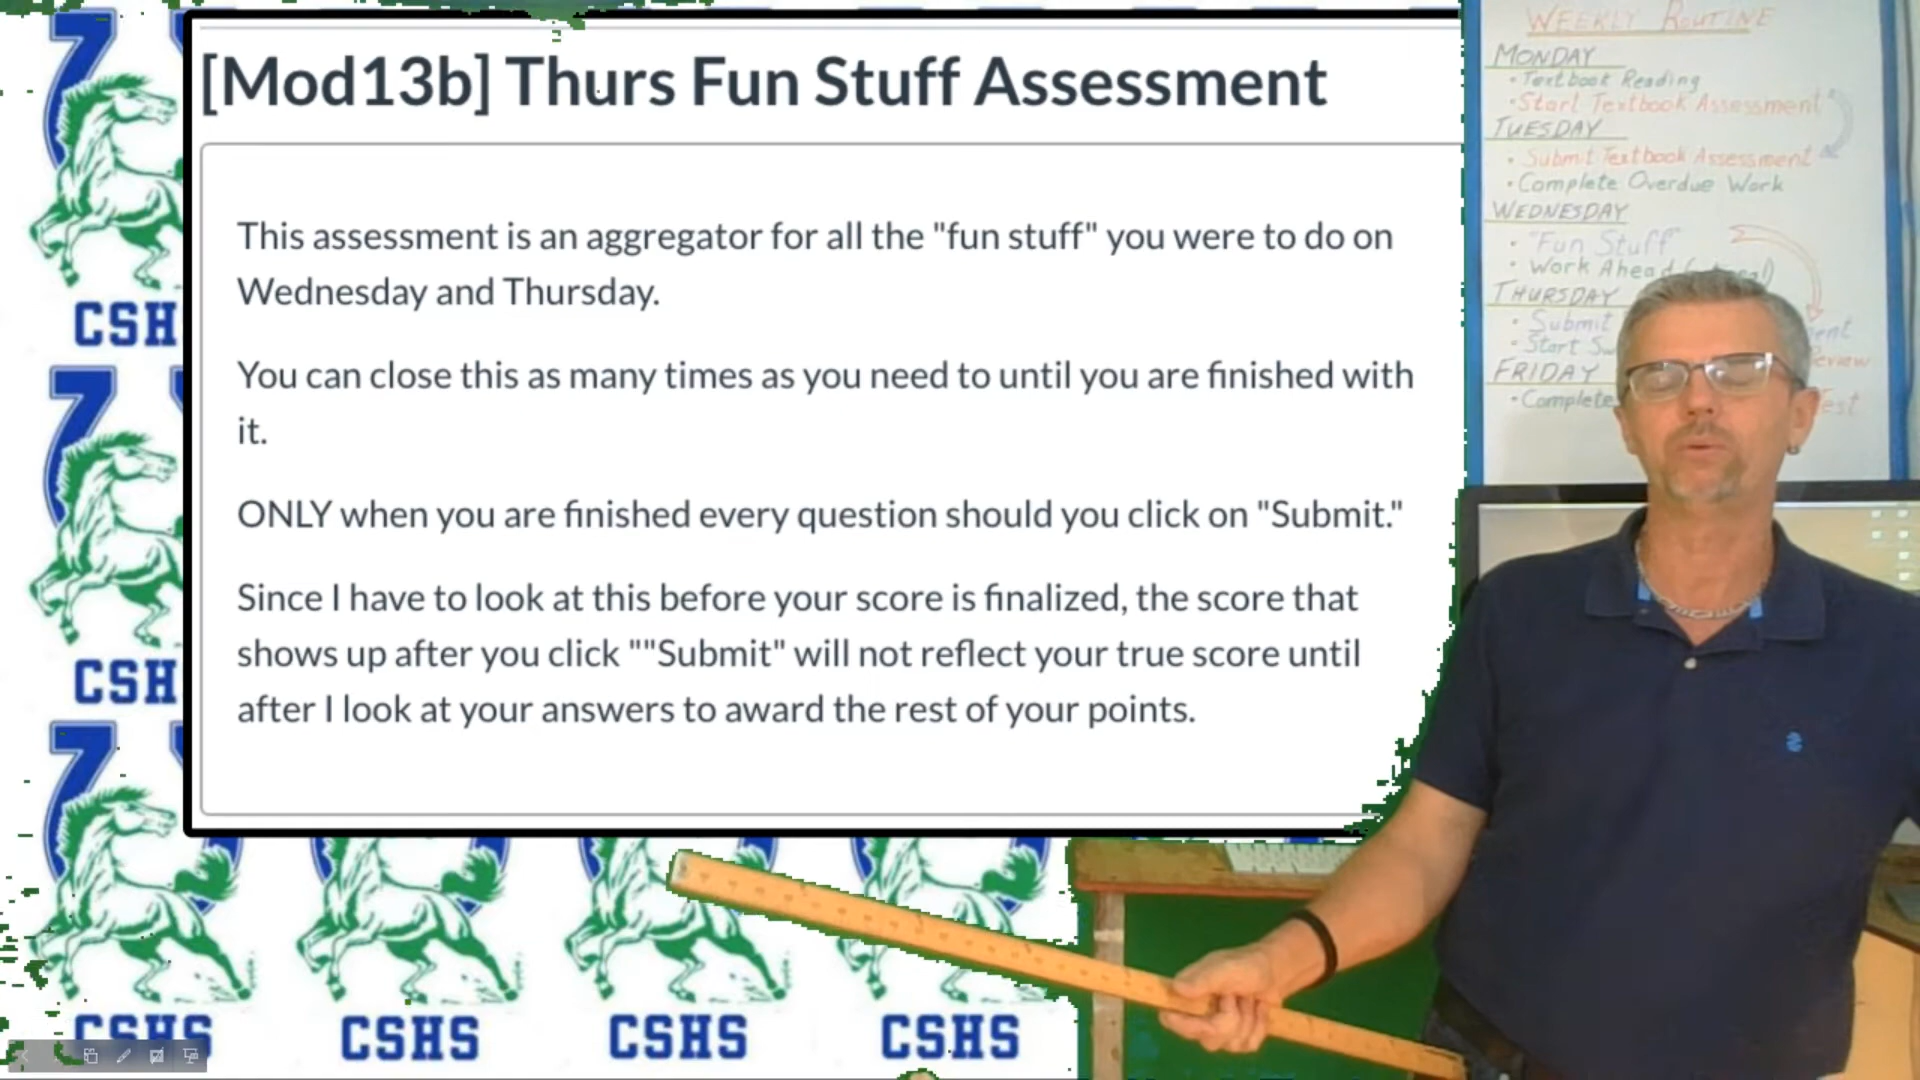 [Mod13b] Thurs Fun Stuff Assessment
This assessment is an aggregator for all the "fun stuff" you were to do on
Wednesday and Thursday.
You can close this as many times as you need to until you are finished with
it.
ONLY when you are finished every question should you click on "Submit."
Since I have to look at this before your score is finalized, the score that
shows up after you click ""Submit" will not reflect your true score until
after I look at your answers to award the rest of your points.
WEEKLY ROUTINE
MONDAY
• Textbook Reading
• Start Textbook Assessment
TUESDAY
• Submit Textbook Assessment
• Complete Overdue Work
WEDNESDAY
• "Fun Stuff"
• Work Ahead
THURSDAY
• Submit
• Start
FRIDAY
• Complete
CSH
CSH
CSHS
CSHS
CSHS
CSHS